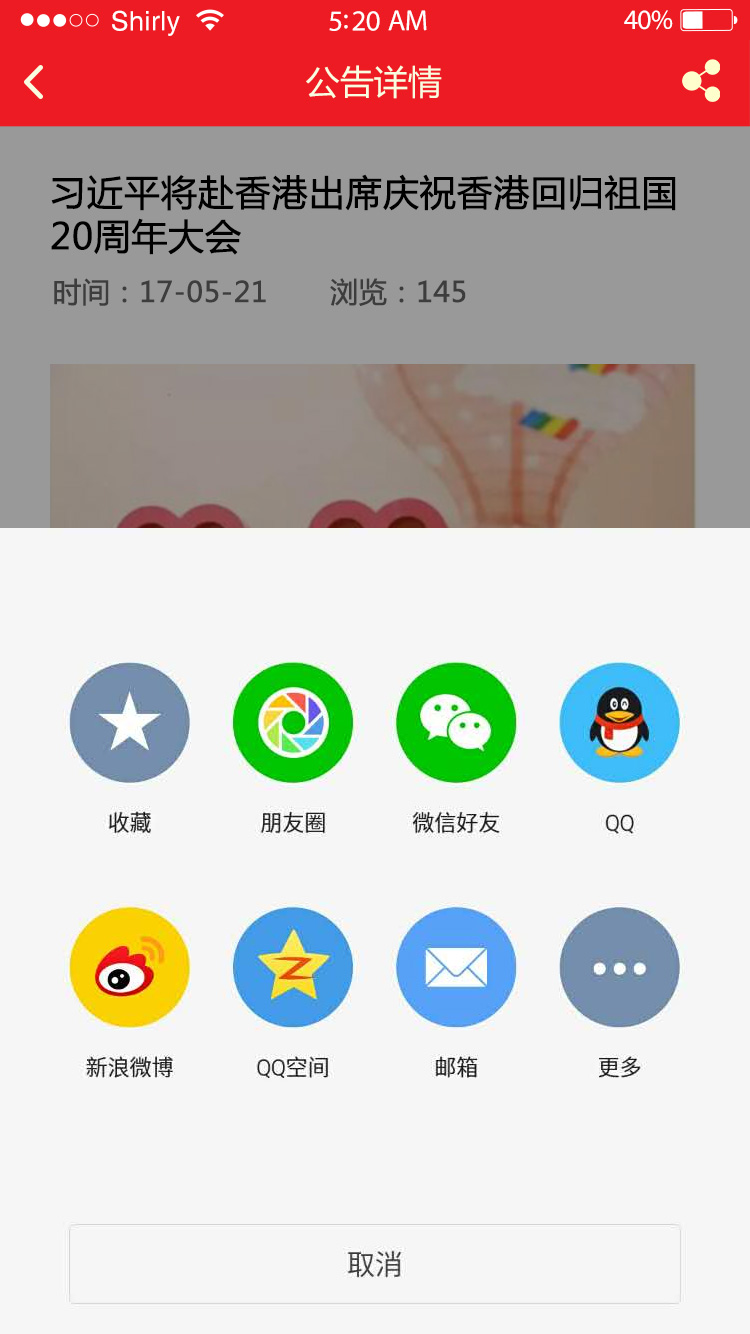 Shirly 5:20 AM 40%
公告详情
习近平将赴香港出席庆祝香港回归祖国
20周年大会
时间：17-05-21 浏览：145
收藏 朋友圈 微信好友 QQ
新浪微博 QQ空间 邮箱 更多
取消